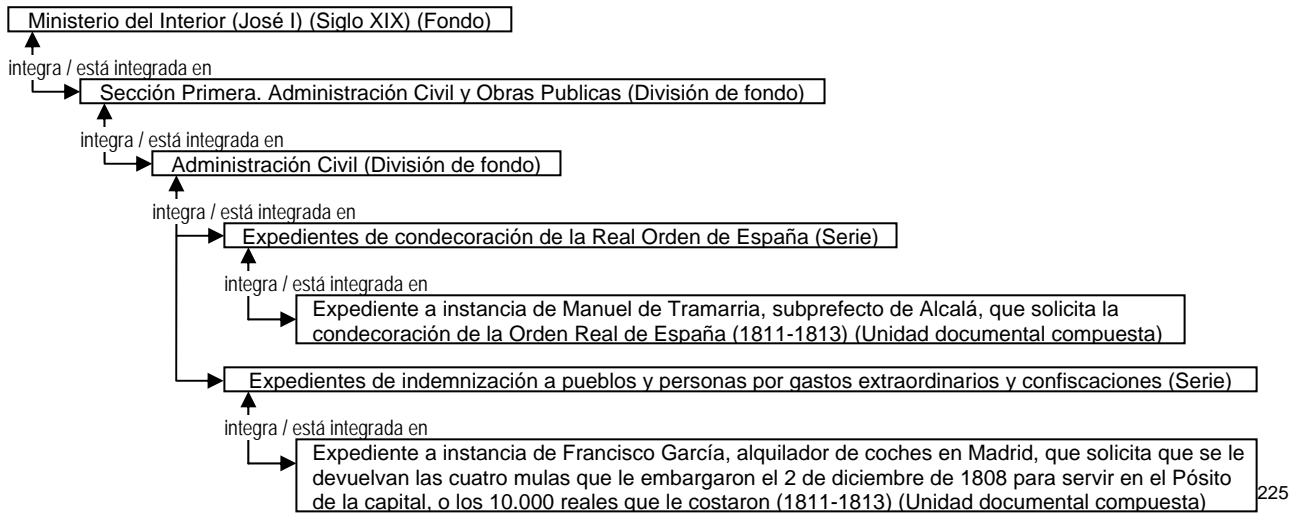 Ministerio del Interior (José I) (Siglo XIX) (Fondo)
integra / está integrada en
Sección Primera. Administración Civil y Obras Publicas (División de fondo)
integra / está integrada en
Administración Civil (División de fondo)
integra / está integrada en
Expedientes de condecoración de la Real Orden de España (Serie)
integra / está integrada en
Expediente a instancia de Manuel de Tramarria, subprefecto de Alcalá, que solicita la
condecoración de la Orden Real de España (1811-1813) (Unidad documental compuesta)
Expedientes de indemnización a pueblos y personas por gastos extraordinarios y confiscaciones (Serie)
integra / está integrada en
Expediente a instancia de Francisco García, alquilador de coches en Madrid, que solicita que se le
devuelvan las cuatro mulas que le embargaron el 2 de diciembre de 1808 para servir en el Pósito
de la capital, o los 10.000 reales que le costaron (1811-1813) (Unidad documental compuesta)
225